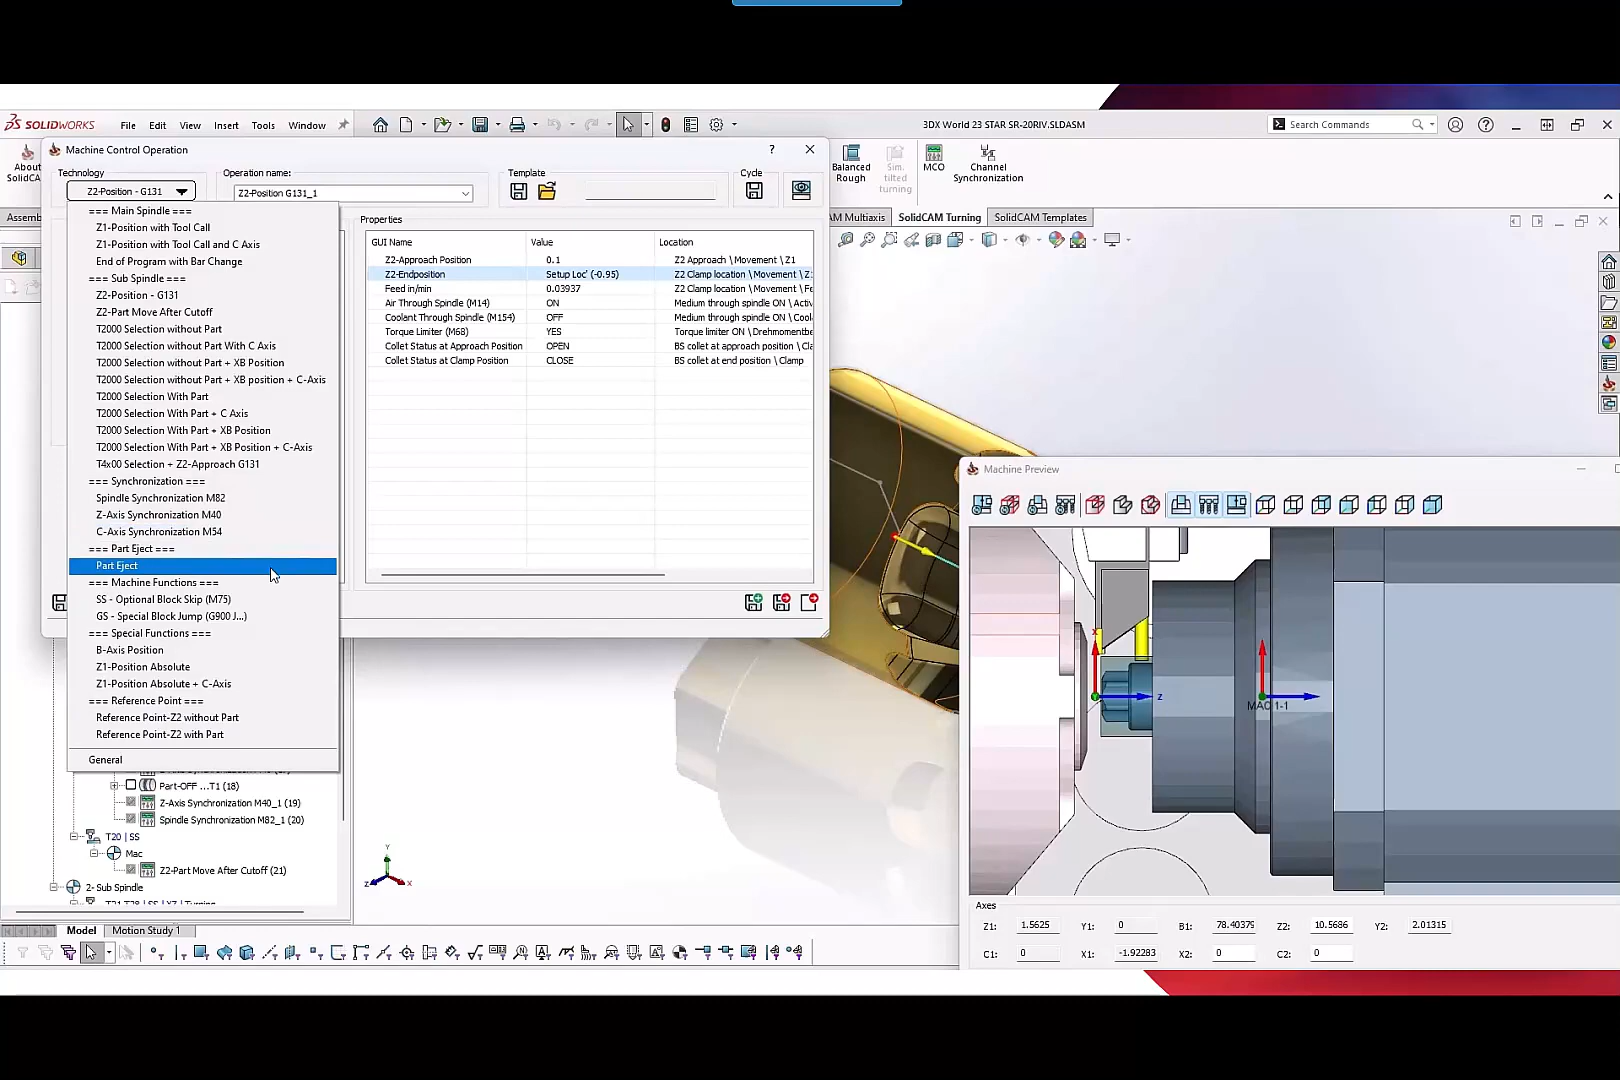 SOLIDWORKS
File Edit View Insert Tools Window
3DX World 23 STAR SR-20RIV.SLDASM
Search Commands
About
SolidC
Assemb
Balanced
Rough
Sim.
tilted
turning
MCO
Channel
Synchronization
AM Multiaxis
SolidCAM Turning
SolidCAM Templates
Machine Control Operation
?
Technology
Z2-Position - G131
Operation name:
Z2-Position G131_1
Template
Cycle
=== Main Spindle ===
Z1-Position with Tool Call
Z1-Position with Tool Call and C Axis
End of Program with Bar Change
=== Sub Spindle ===
Z2-Position - G131
Z2-Part Move After Cutoff
T2000 Selection without Part
T2000 Selection without Part With C Axis
T2000 Selection without Part + XB Position
T2000 Selection without Part + XB position + C-Axis
T2000 Selection With Part
T2000 Selection With Part + C Axis
T2000 Selection With Part + XB Position
T2000 Selection With Part + XB Position + C-Axis
T4x00 Selection + Z2-Approach G131
=== Synchronization ===
Spindle Synchronization M82
Z-Axis Synchronization M40
C-Axis Synchronization M54
=== Part Eject ===
Part Eject
=== Machine Functions ===
SS - Optional Block Skip (M75)
GS - Special Block Jump (G900 J...)
=== Special Functions ===
B-Axis Position
Z1-Position Absolute
Z1-Position Absolute + C-Axis
=== Reference Point ===
Reference Point-Z2 without Part
Reference Point-Z2 with Part
General
Properties
GUI Name Value Location
Z2-Approach Position 0.1 Z2 Approach \ Movement \ Z1
Z2-Endposition Setup Loc' (-0.95) Z2 Clamp location \ Movement \ Z:
Feed in/min 0.03937 Z2 Clamp location \ Movement \ Fe
Air Through Spindle (M14) ON Medium through spindle ON \ Activ
Coolant Through Spindle (M154) OFF Medium through spindle ON \ Cool
Torque Limiter (M68) YES Torque limiter ON \ Drehmomentbe
Collet Status at Approach Position OPEN BS collet at approach position \ Cla
Collet Status at Clamp Position CLOSE BS collet at end position \ Clamp
Part-OFF ...T1 (18)
Z-Axis Synchronization M40_1 (19)
Spindle Synchronization M82_1 (20)
T20 | SS
Mac
Z2-Part Move After Cutoff (21)
2- Sub Spindle
Y
Z
X
Machine Preview
X
Z
MAC 1-1
Axes
Z1: 1.5625 Y1: 0 B1: 78.40379 Z2: 10.5686 Y2: 2.01315
C1: 0 X1: -1.92283 X2: 0 C2: 0
Model
Motion Study 1